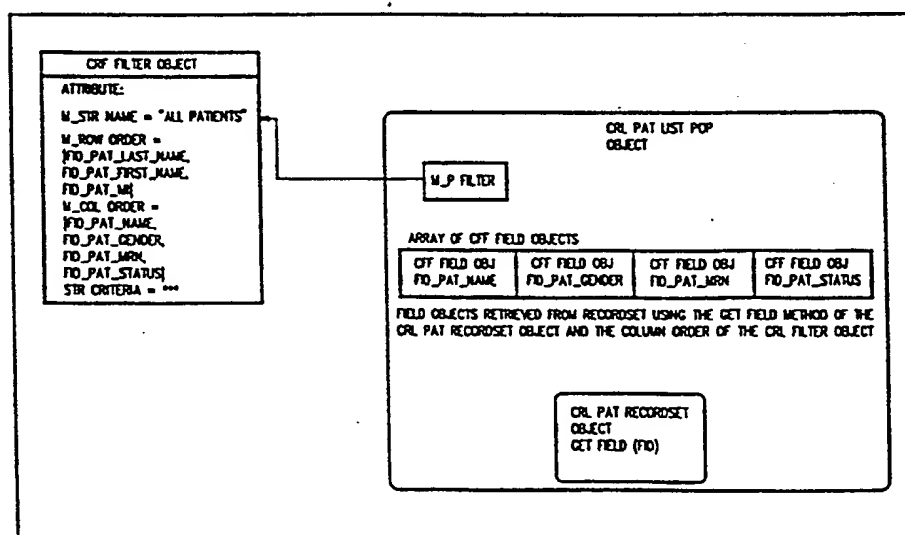 CRF FILTER OBJECT
ATTRIBUTE:
M_STR NAME = "ALL PATIENTS"
M_ROW ORDER =
}FID_PAT_LAST_NAME,
FID_PAT_FIRST_NAME,
FID_PAT_MI{
M_COL ORDER =
}FID_PAT_NAME,
FID_PAT_GENDER,
FID_PAT_MRN,
FID_PAT_STATUS{
STR CRITERIA = """
CRL PAT LIST POP
OBJECT
M_P FILTER
ARRAY OF CFF FIELD OBJECTS
CFF FIELD OBJ CFF FIELD OBJ CFF FIELD OBJ CFF FIELD OBJ
FID_PAT_NAME FID_PAT_GENDER FID_PAT_MRN FID_PAT_STATUS
FIELD OBJECTS RETRIEVED FROM RECORDSET USING THE GET FIELD METHOD OF THE
CRL PAT RECORDSET OBJECT AND THE COLUMN ORDER OF THE CRL FILTER OBJECT
CRL PAT RECORDSET
OBJECT
GET FIELD (FID)